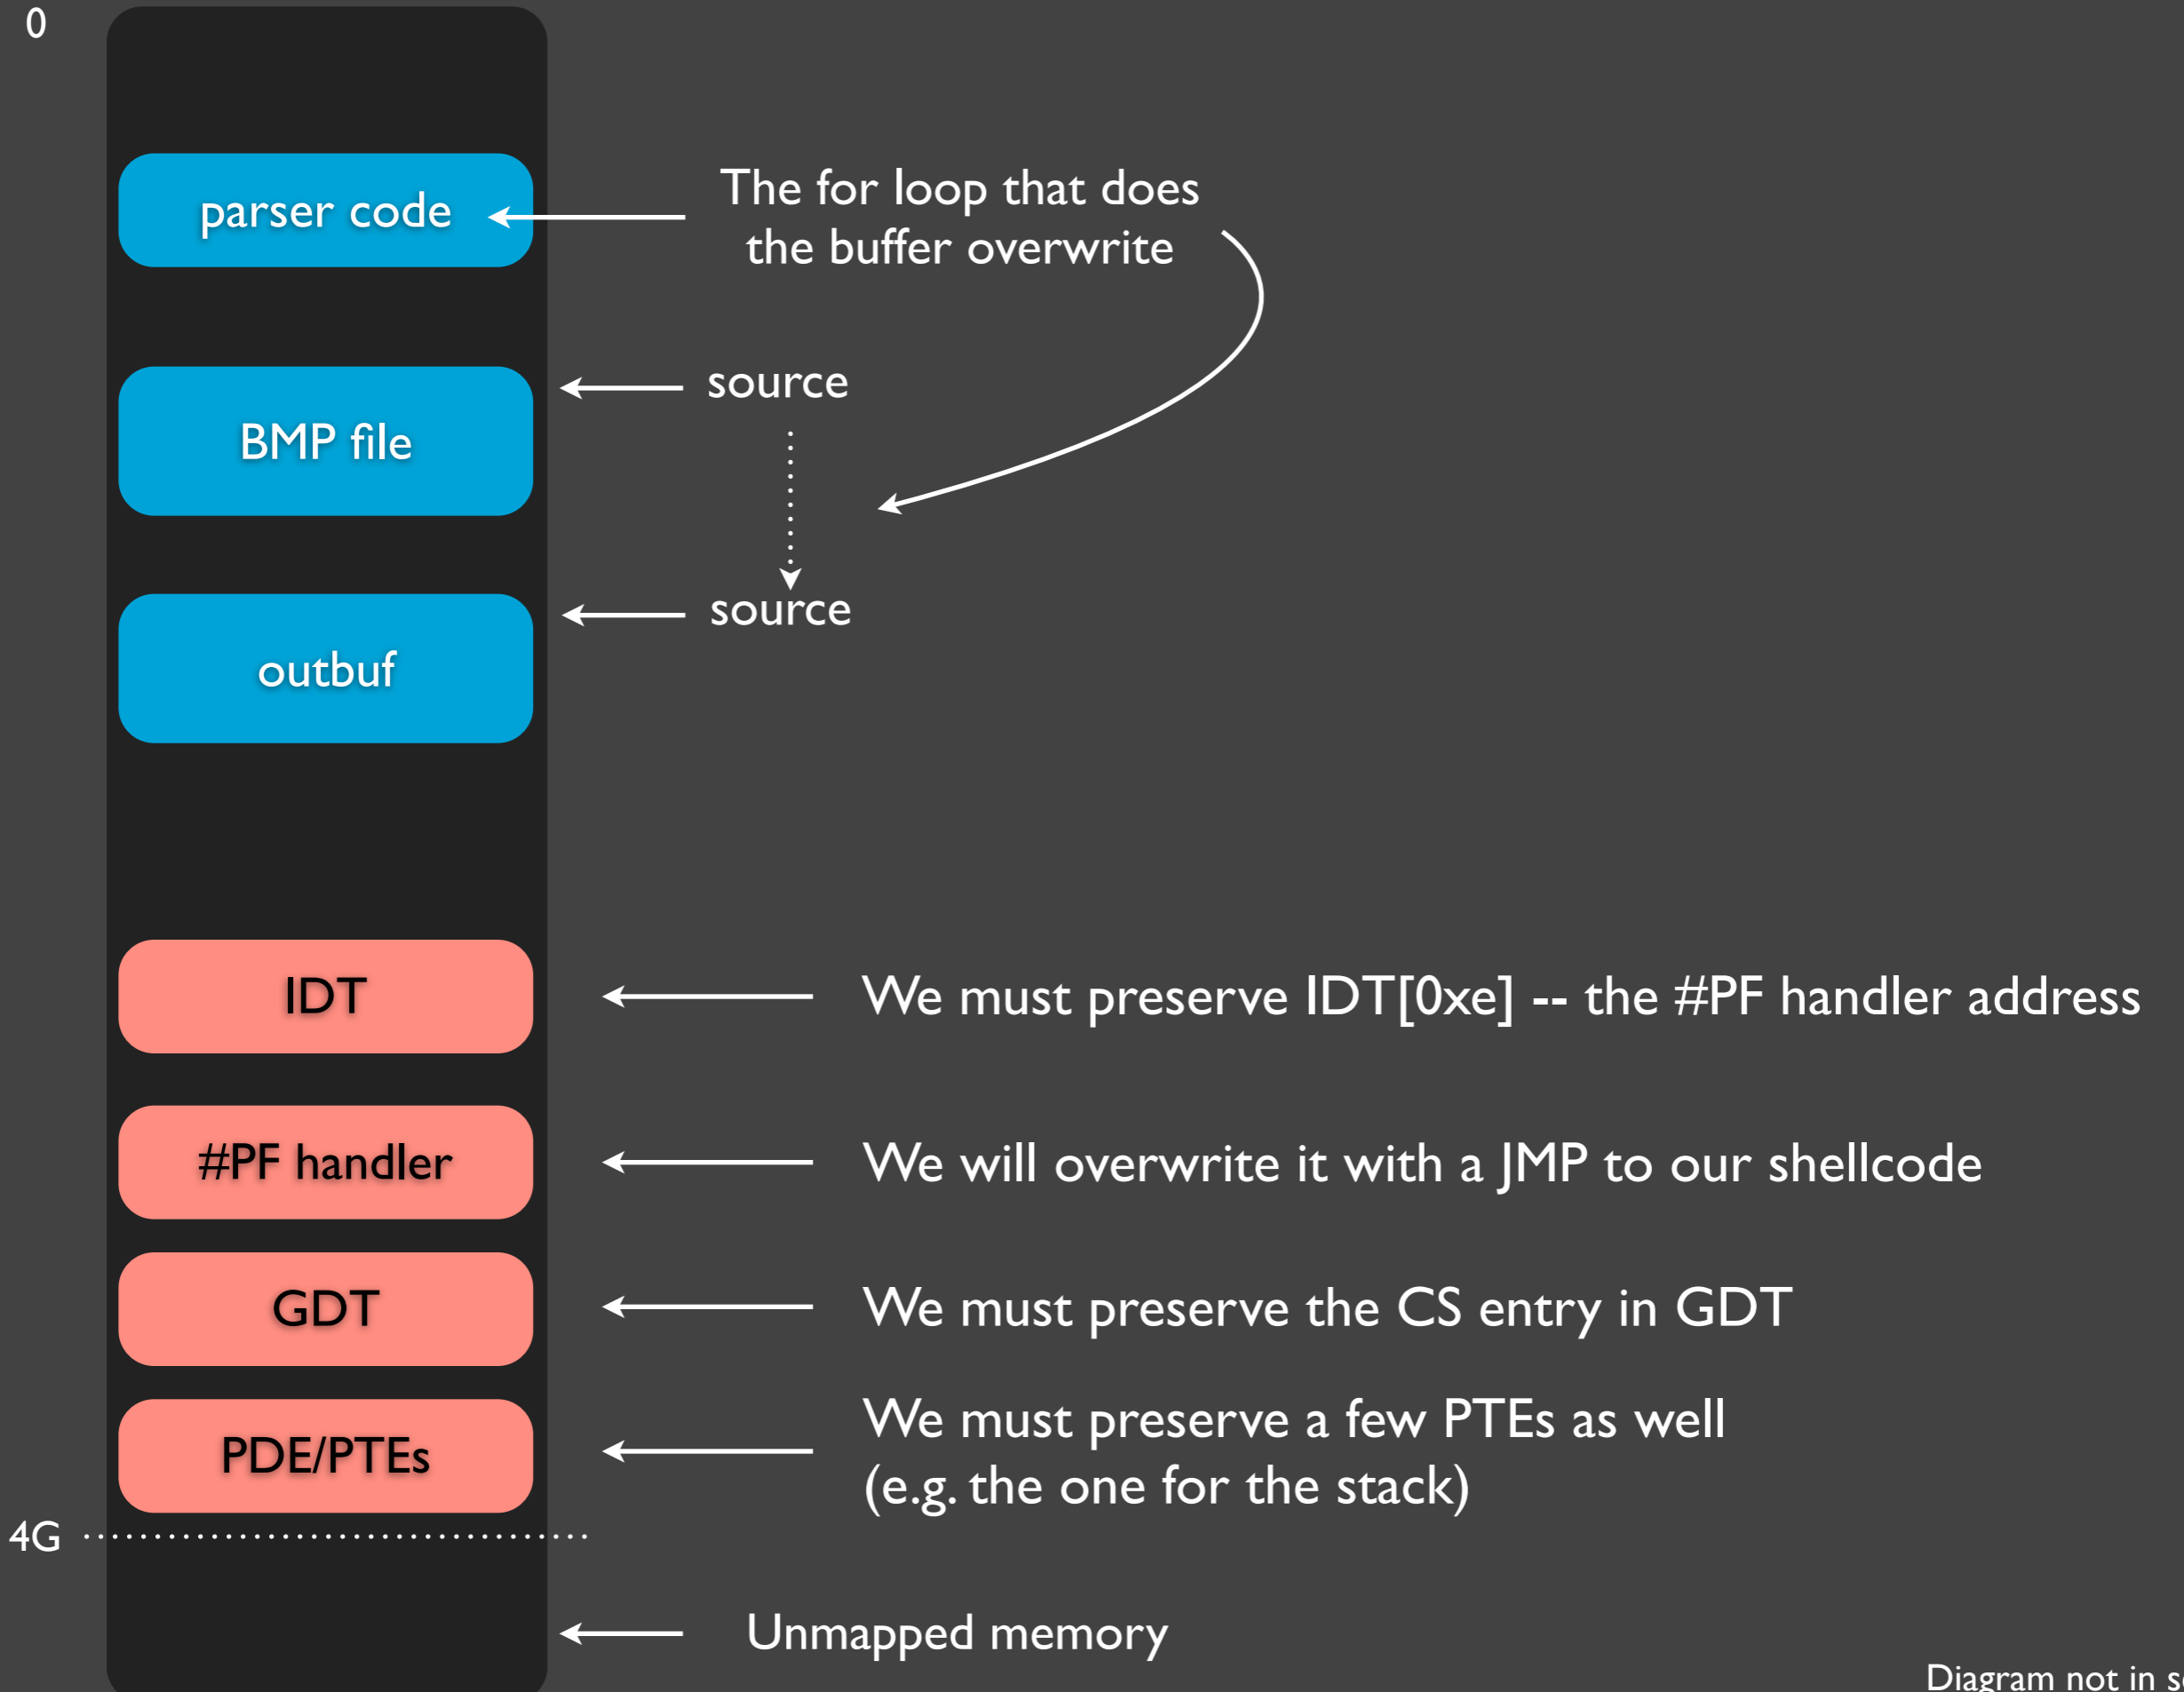 0
parser code
The for loop that does
the buffer overwrite
source
BMP file
source
outbuf
IDT
We must preserve IDT[0xe] -- the #PF handler address
#PF handler
We will overwrite it with a JMP to our shellcode
GDT
We must preserve the CS entry in GDT
PDE/PTEs
We must preserve a few PTEs as well
(e.g. the one for the stack)
4G
Unmapped memory
Diagram not in